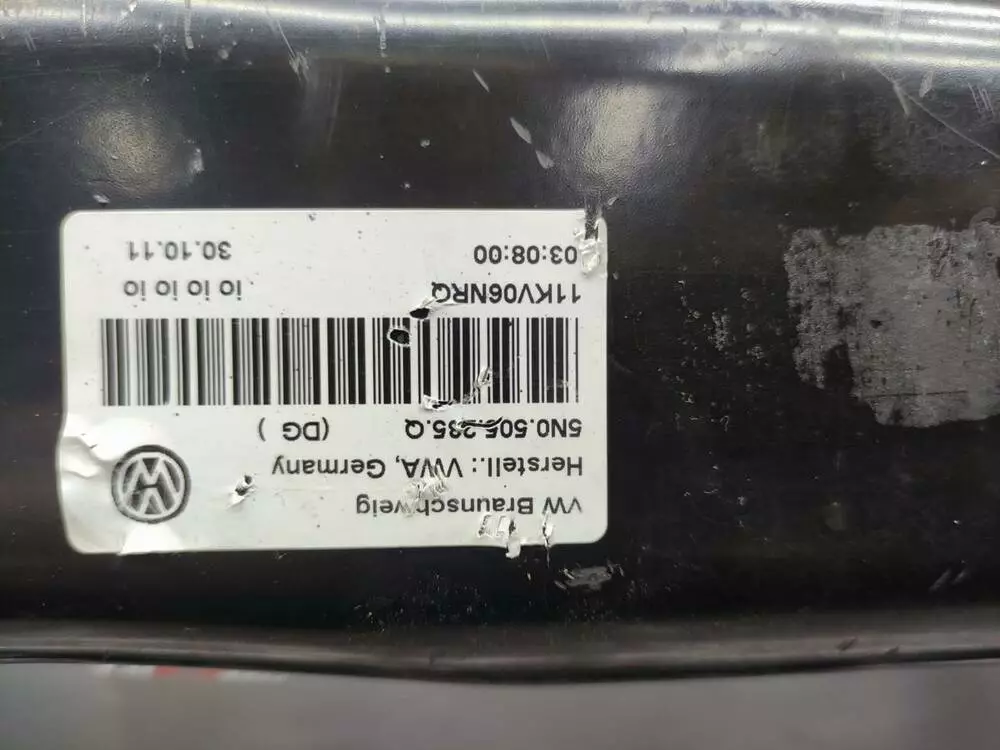 VW Braunschweig
Herstell.: VWA, Germany
5N0.505.235.Q (DG )
11KV06NRQ io io io io
03:08:00 30.10.11